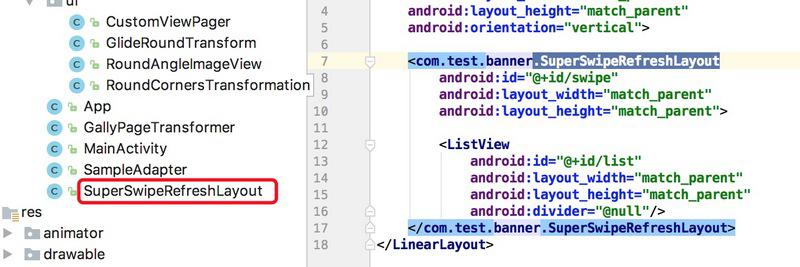 ui
CustomViewPager
GlideRoundTransform
RoundAngleImageView
RoundCornersTransformation
App
GallyPageTransformer
MainActivity
SampleAdapter
SuperSwipeRefreshLayout
res
animator
drawable
4 android:layout_height="match_parent"
5 android:orientation="vertical">
6
7 <com.test.banner.SuperSwipeRefreshLayout
8 android:id="@+id/swipe"
9 android:layout_width="match_parent"
10 android:layout_height="match_parent">
11
12 <ListView
13 android:id="@+id/list"
14 android:layout_width="match_parent"
15 android:layout_height="match_parent"
16 android:divider="@null"/>
17 </com.test.banner.SuperSwipeRefreshLayout>
18 </LinearLayout>